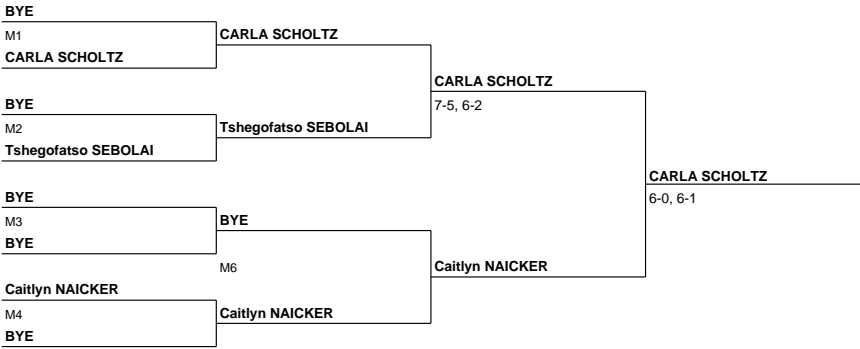 BYE
M1
CARLA SCHOLTZ
CARLA SCHOLTZ
BYE
M2
Tshegofatso SEBOLAI
Tshegofatso SEBOLAI
CARLA SCHOLTZ
7-5, 6-2
BYE
M3
BYE
BYE
M6
Caitlyn NAICKER
M4
BYE
Caitlyn NAICKER
Caitlyn NAICKER
CARLA SCHOLTZ
6-0, 6-1